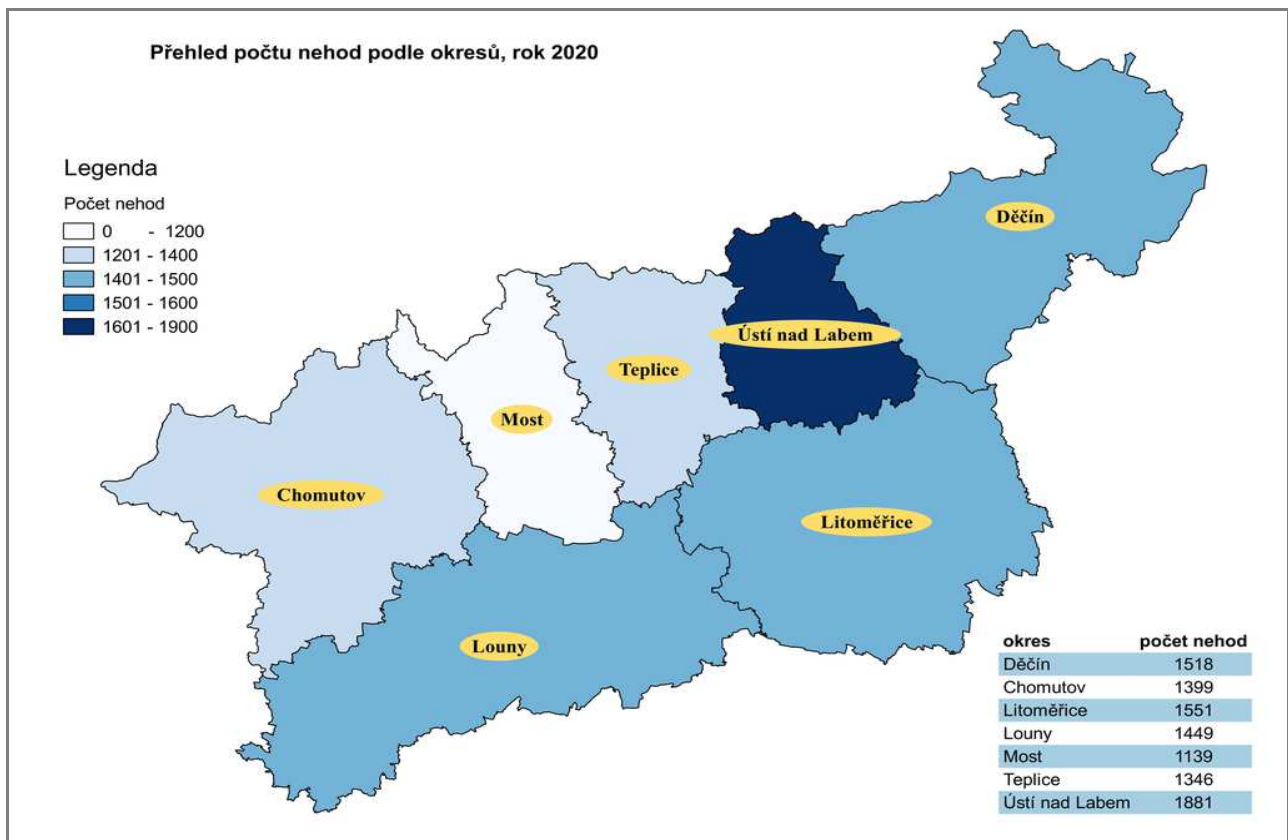 Přehled počtu nehod podle okresů, rok 2020
Legenda
Počet nehod
0 - 1200
1201 - 1400
1401 - 1500
1501 - 1600
1601 - 1900
Děčín
Ústí nad Labem
Teplice
Most
Chomutov
Litoměřice
Louny
okres počet nehod
Děčín 1518
Chomutov 1399
Litoměřice 1551
Louny 1449
Most 1139
Teplice 1346
Ústí nad Labem 1881